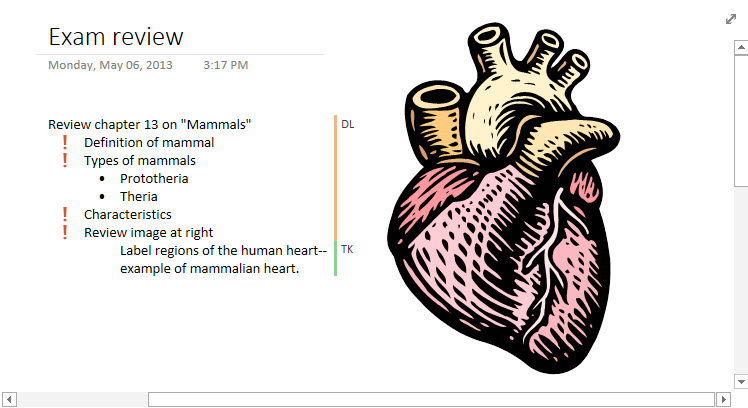 Exam review
Monday, May 06, 2013 3:17 PM
Review chapter 13 on "Mammals" DL
! Definition of mammal
! Types of mammals
• Prototheria
• Theria
! Characteristics
! Review image at right
Label regions of the human heart-- TK
example of mammalian heart.